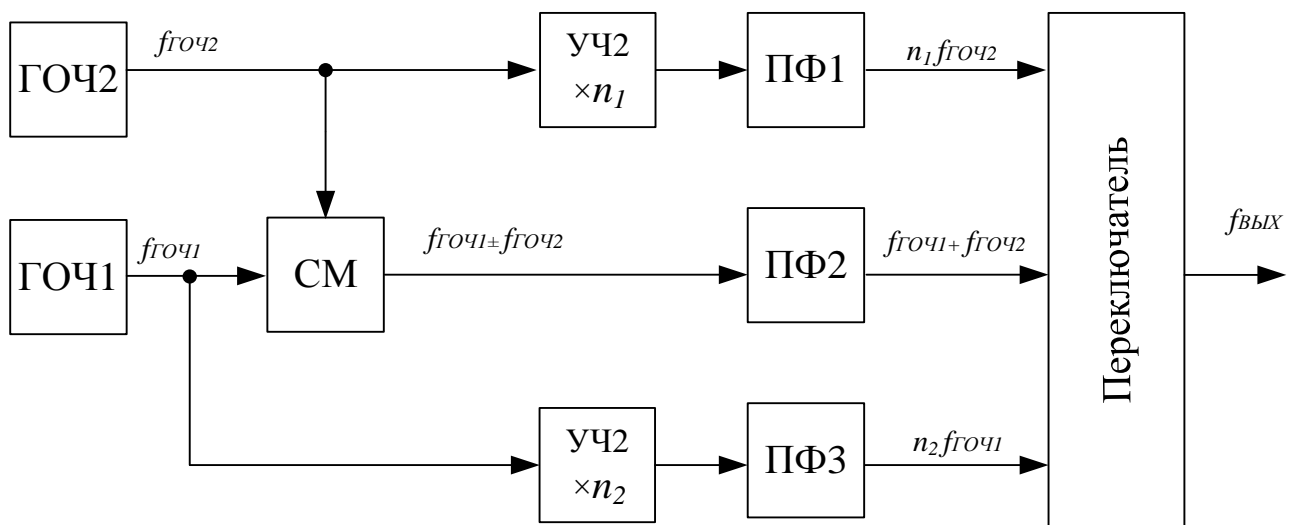 ГОЧ2
fГОЧ2
УЧ2
×n1
ПФ1
n1fГОЧ2
ГОЧ1
fГОЧ1
СМ
fГОЧ1±fГОЧ2
ПФ2
fГОЧ1+fГОЧ2
УЧ2
×n2
ПФ3
n2fГОЧ1
Переключатель
fВЫХ